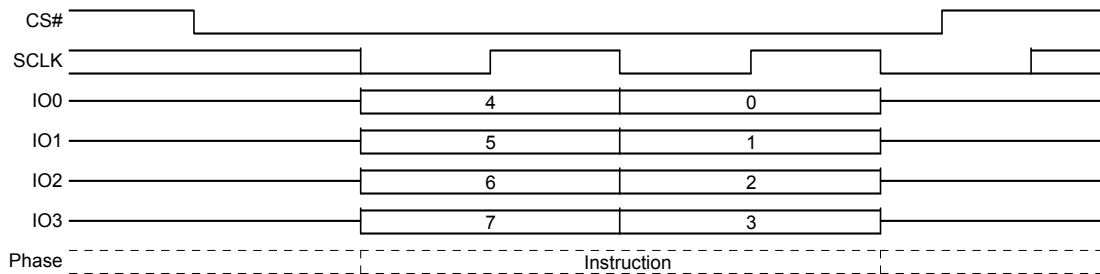 CS#
SCLK
IO0 4 0
IO1 5 1
IO2 6 2
IO3 7 3
Phase Instruction